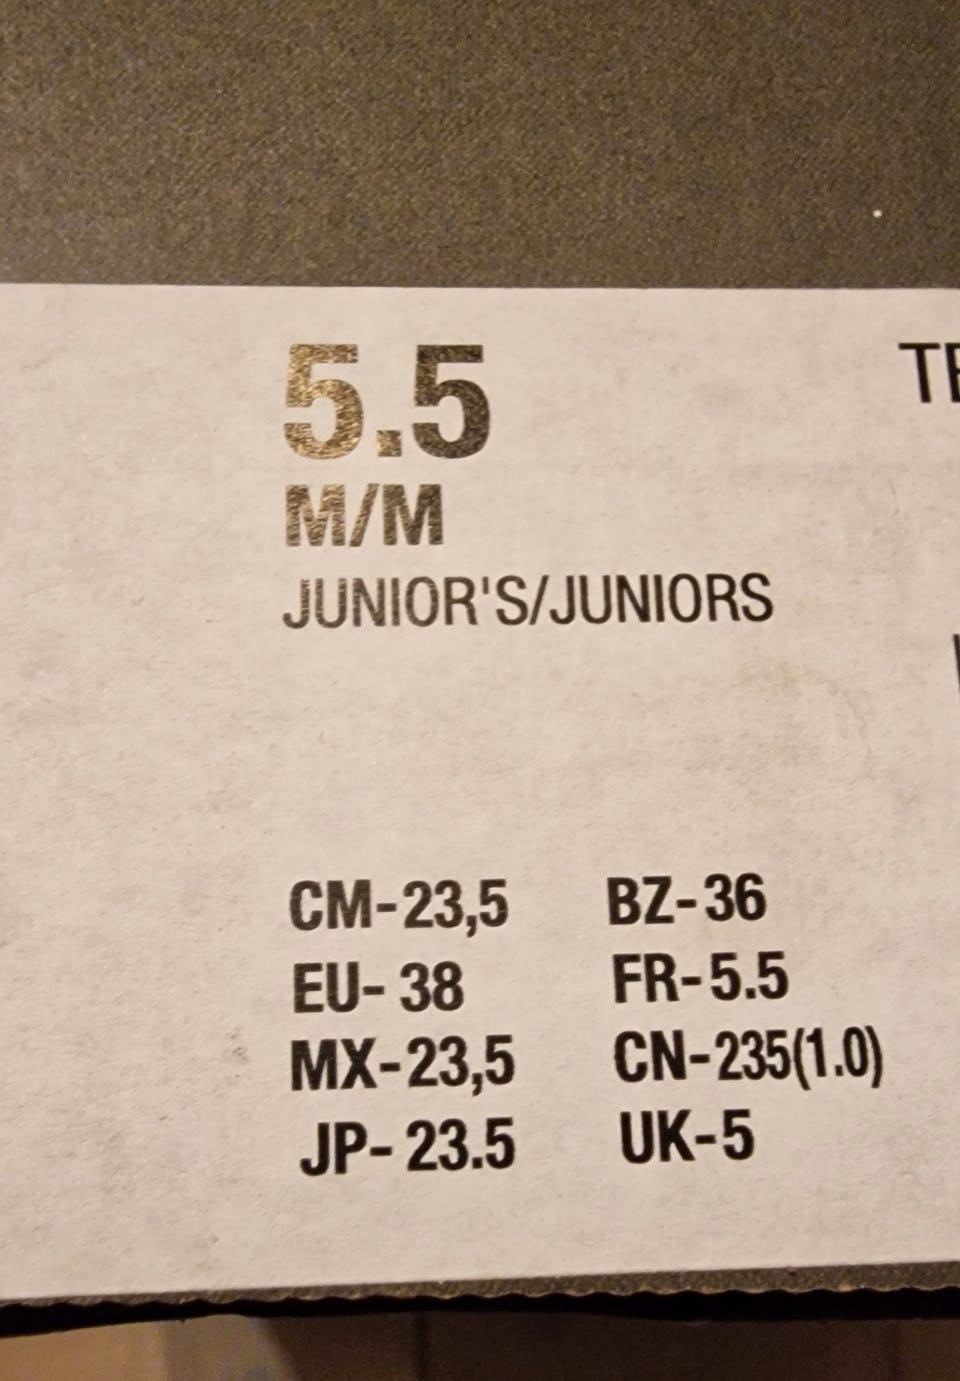 5.5
M/M
JUNIOR'S/JUNIORS
TE
CM-23,5 BZ-36
EU- 38 FR-5.5
MX-23,5 CN-235(1.0)
JP- 23.5 UK-5